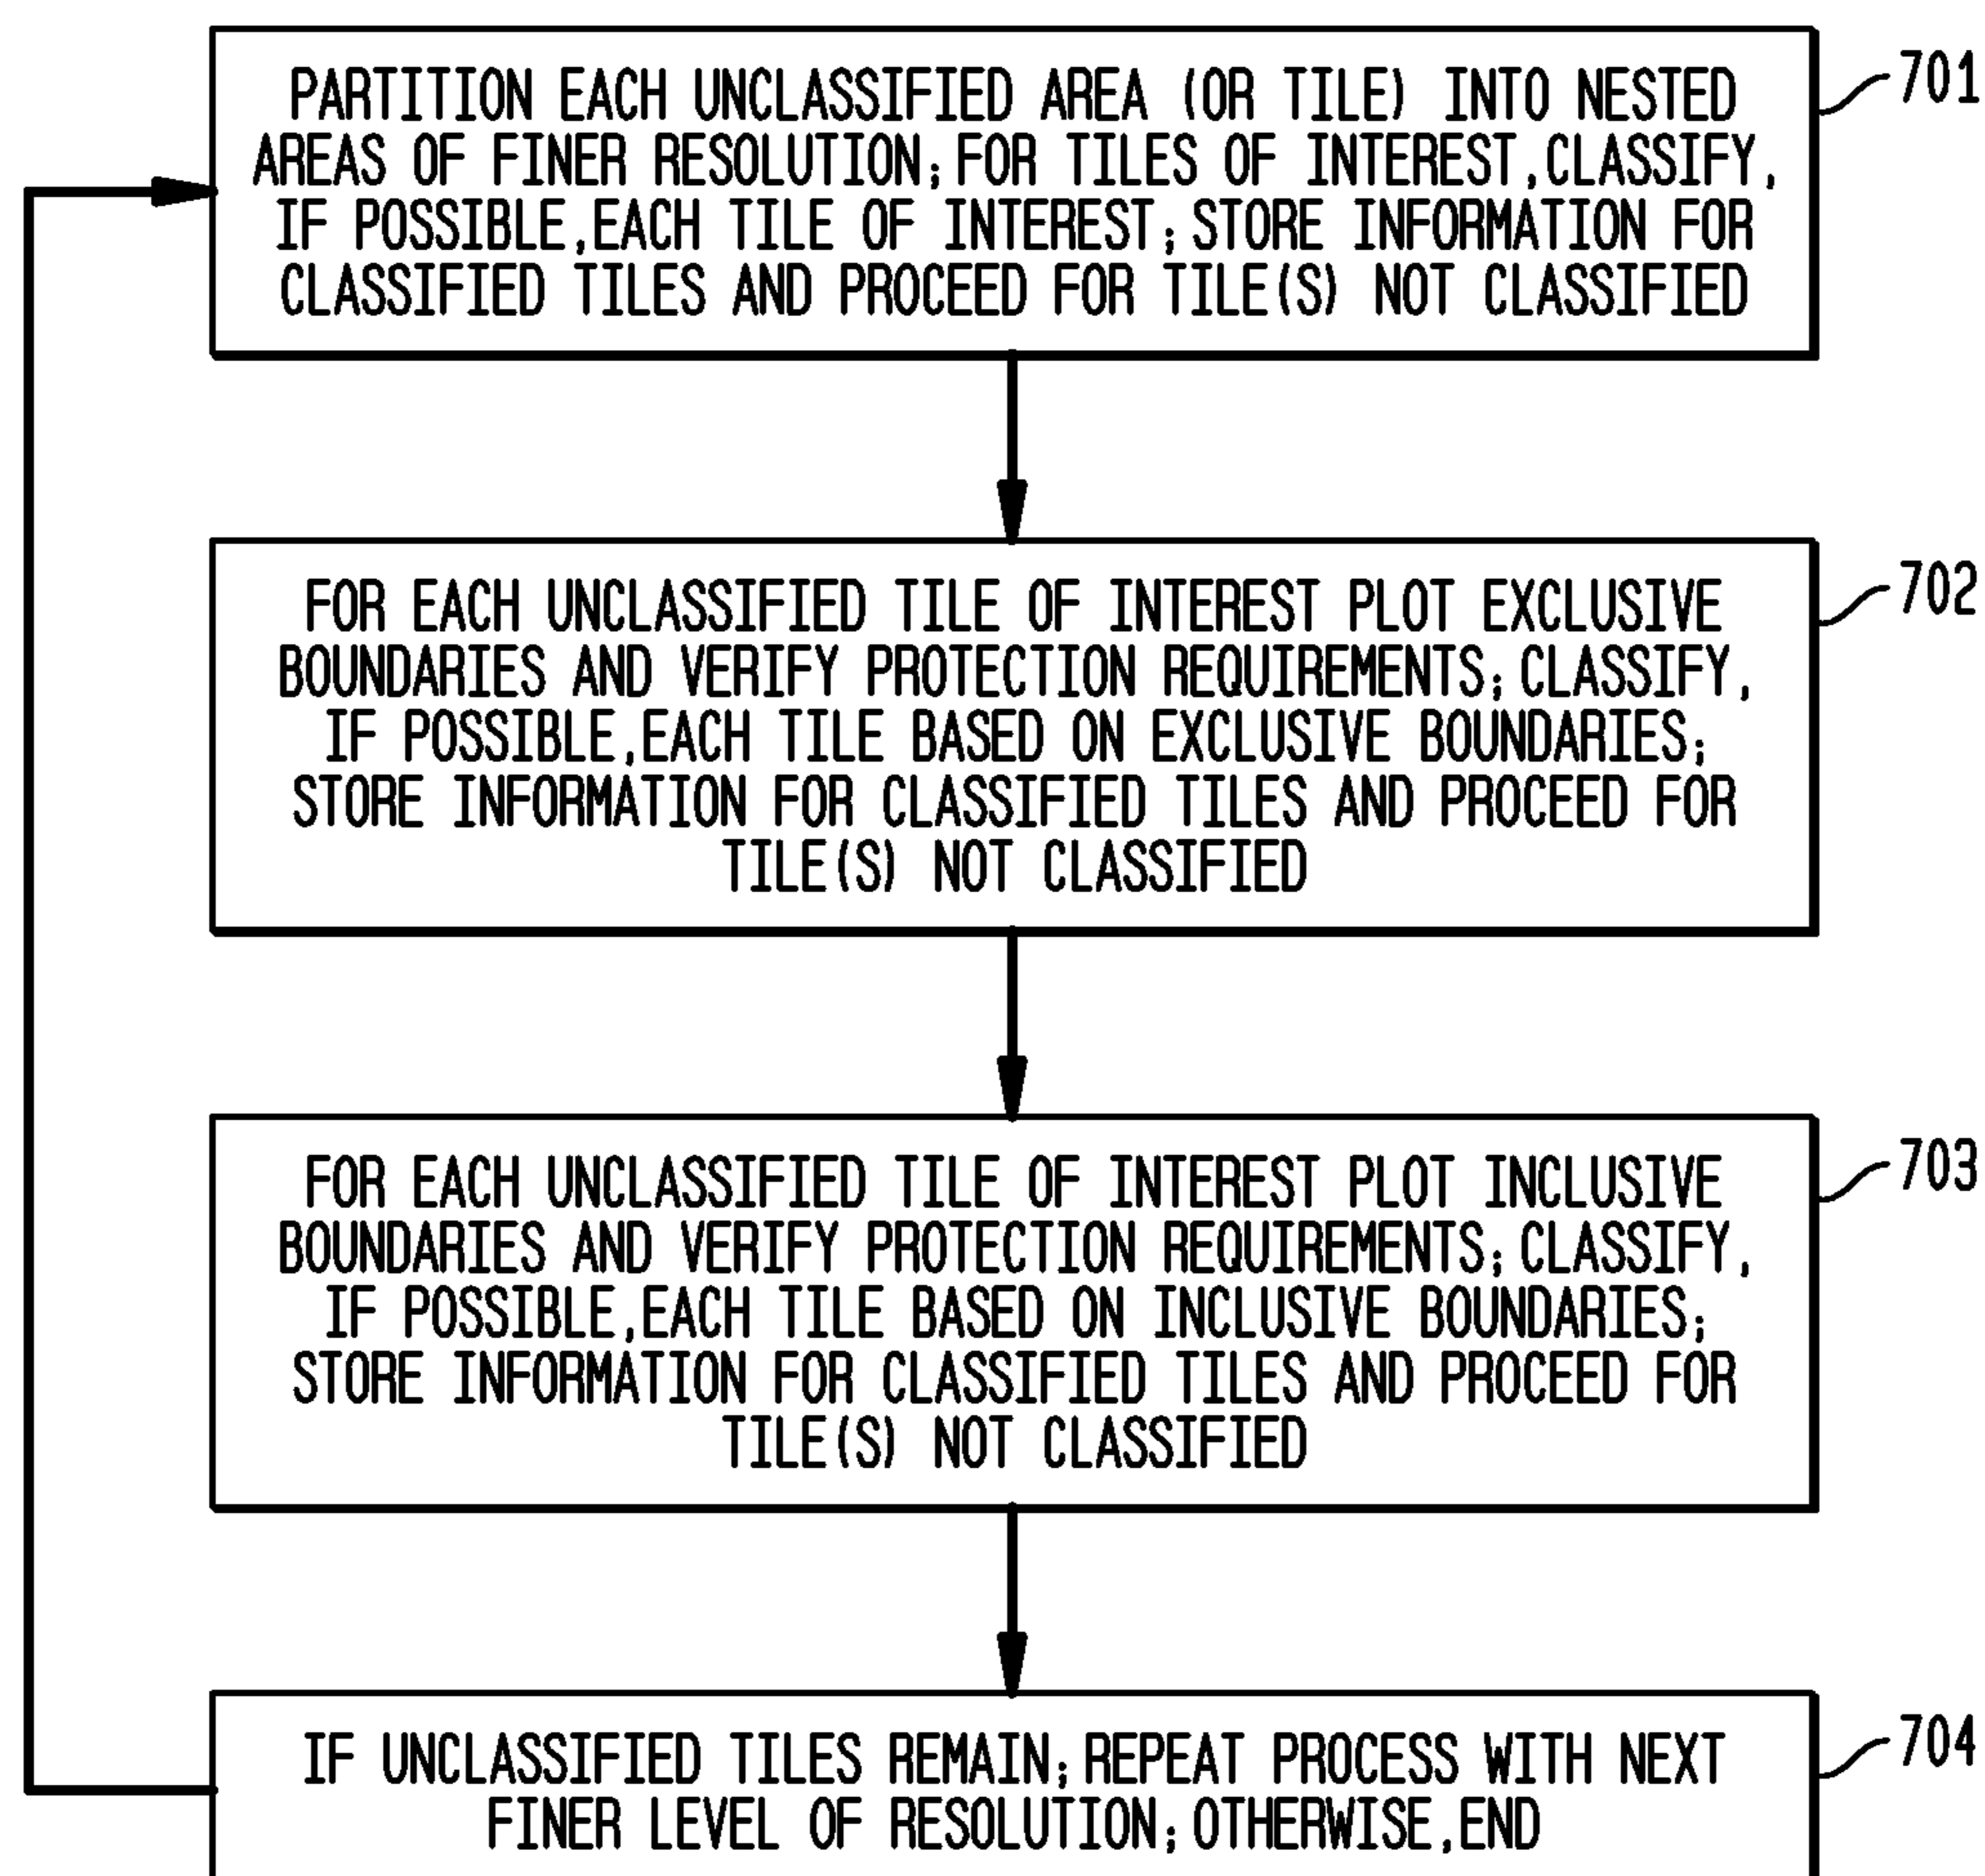 PARTITION EACH UNCLASSIFIED AREA (OR TILE) INTO NESTED
AREAS OF FINER RESOLUTION; FOR TILES OF INTEREST, CLASSIFY,
IF POSSIBLE, EACH TILE OF INTEREST; STORE INFORMATION FOR
CLASSIFIED TILES AND PROCEED FOR TILE(S) NOT CLASSIFIED
701
FOR EACH UNCLASSIFIED TILE OF INTEREST PLOT EXCLUSIVE
BOUNDARIES AND VERIFY PROTECTION REQUIREMENTS; CLASSIFY,
IF POSSIBLE, EACH TILE BASED ON EXCLUSIVE BOUNDARIES;
STORE INFORMATION FOR CLASSIFIED TILES AND PROCEED FOR
TILE(S) NOT CLASSIFIED
702
FOR EACH UNCLASSIFIED TILE OF INTEREST PLOT INCLUSIVE
BOUNDARIES AND VERIFY PROTECTION REQUIREMENTS; CLASSIFY,
IF POSSIBLE, EACH TILE BASED ON INCLUSIVE BOUNDARIES;
STORE INFORMATION FOR CLASSIFIED TILES AND PROCEED FOR
TILE(S) NOT CLASSIFIED
703
IF UNCLASSIFIED TILES REMAIN; REPEAT PROCESS WITH NEXT
FINER LEVEL OF RESOLUTION; OTHERWISE, END
704